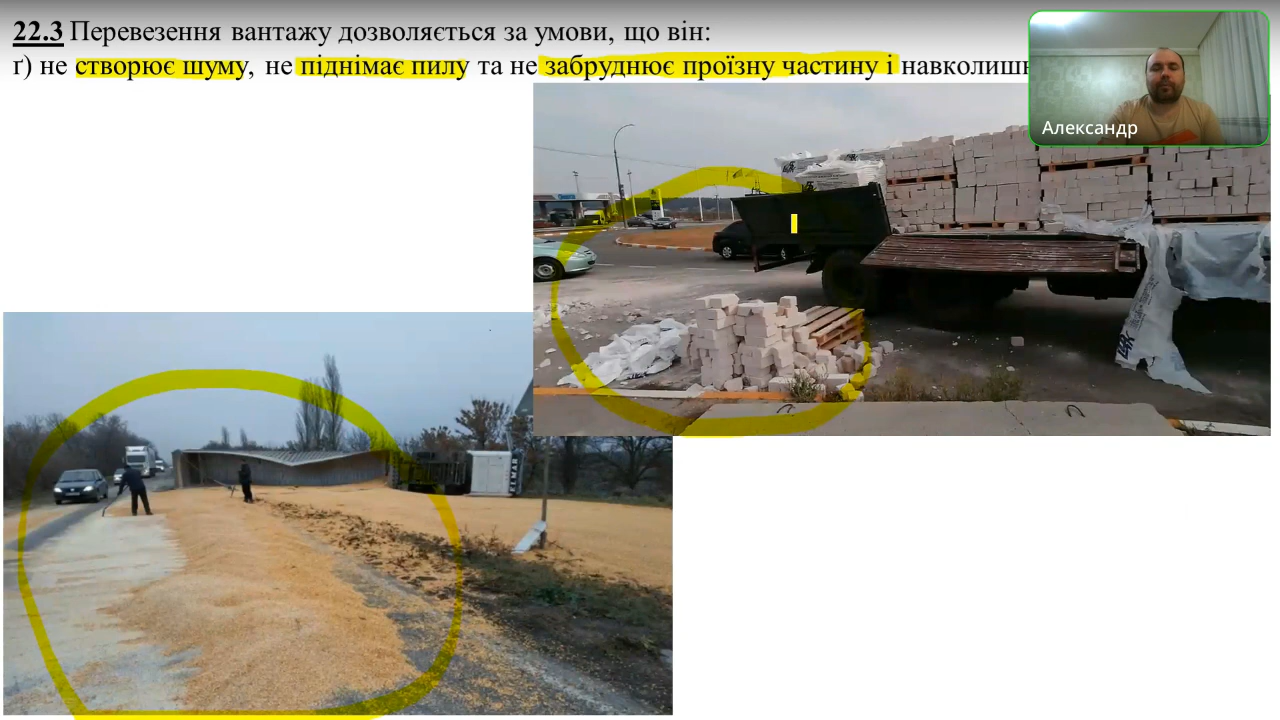 22.3 Перевезення вантажу дозволяється за умови, що він:
ґ) не створює шуму, не піднімає пилу та не забруднює проїзну частину і
Александр